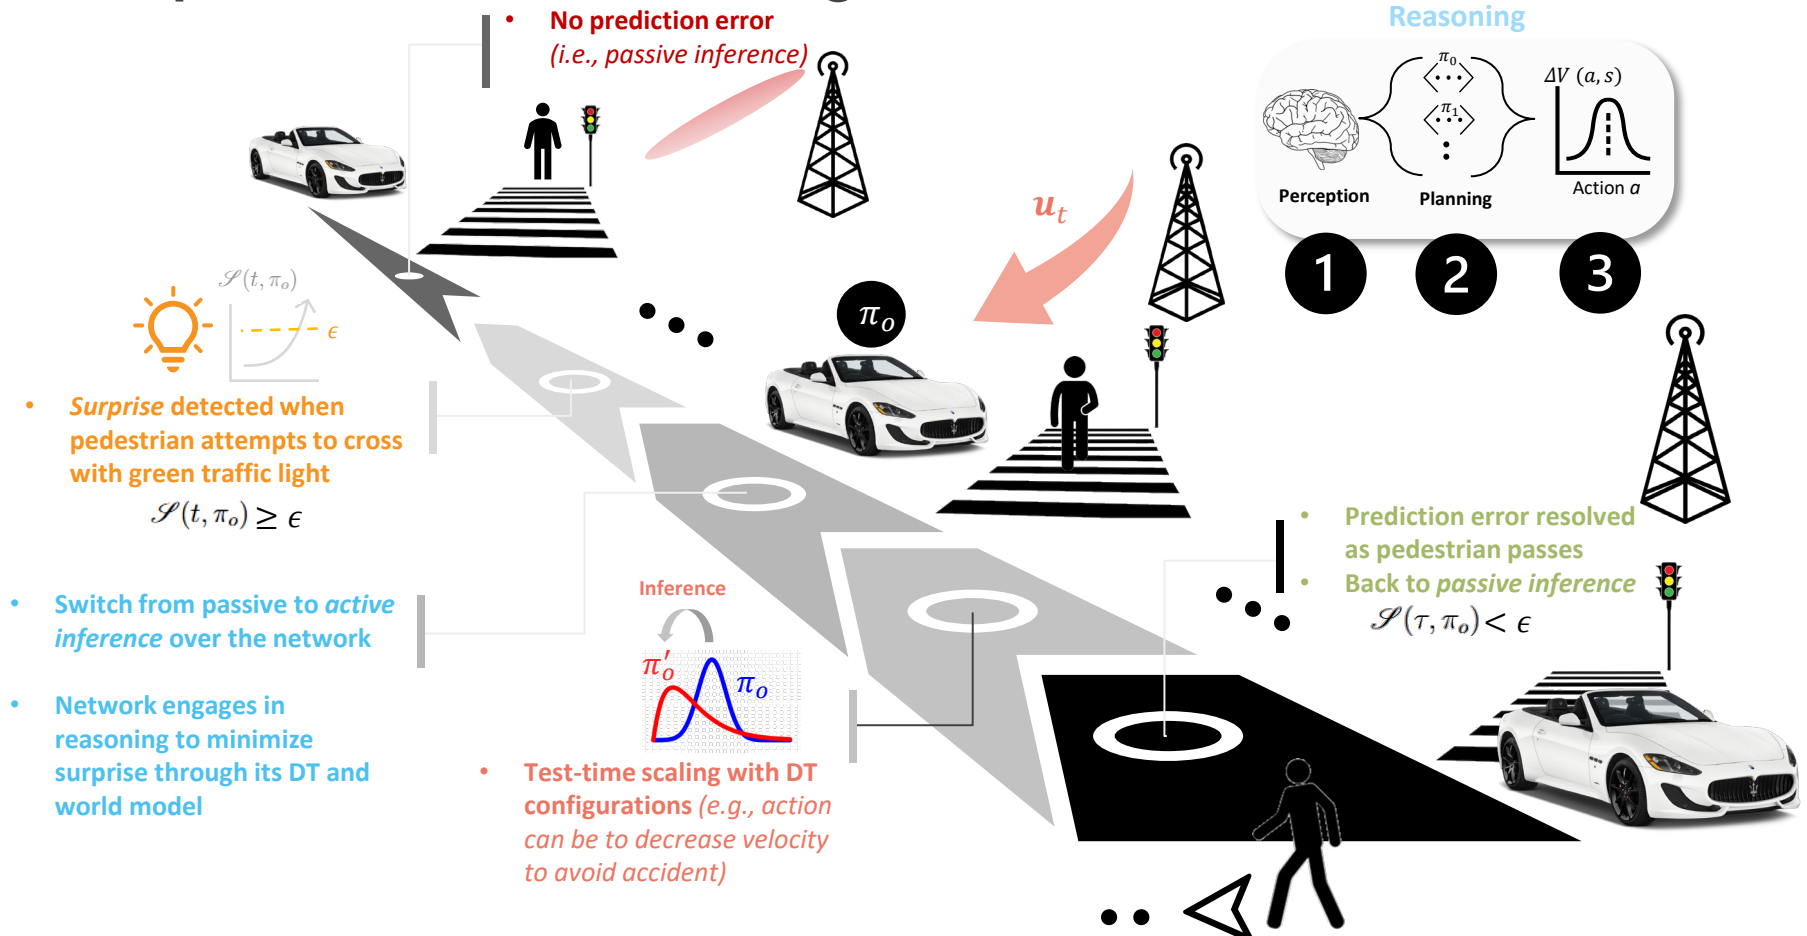 • No prediction error
(i.e., passive inference)
Reasoning
π₀
π₁
ΔV (a, s)
Perception
Planning
Action a
1
2
3
u_t
π_o
𝒮(t, π_o)
ϵ
• Surprise detected when
pedestrian attempts to cross
with green traffic light
𝒮(t, π_o) ≥ ϵ
• Switch from passive to active
inference over the network
• Network engages in
reasoning to minimize
surprise through its DT and
world model
Inference
π′_o
π_o
• Test-time scaling with DT
configurations (e.g., action
can be to decrease velocity
to avoid accident)
• Prediction error resolved
as pedestrian passes
• Back to passive inference
𝒮(τ, π_o) < ϵ